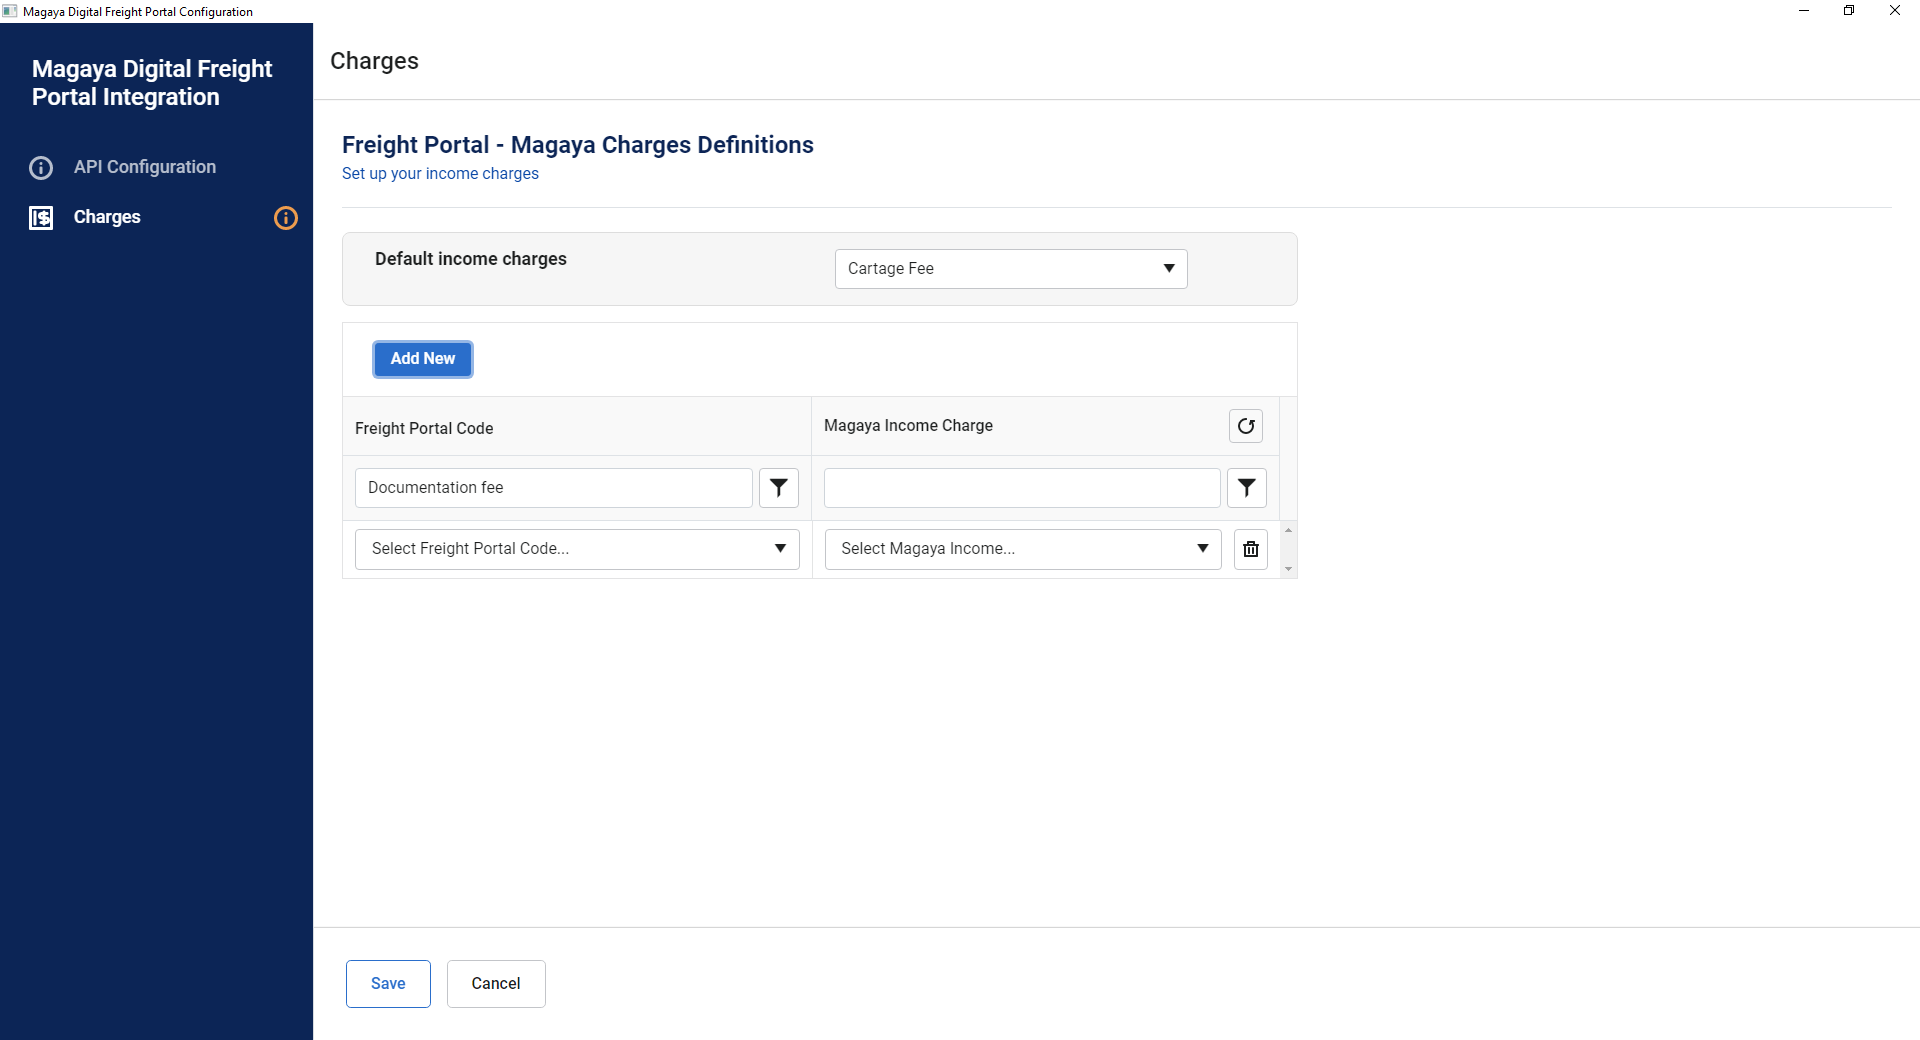 Magaya Digital Freight Portal Configuration
Magaya Digital Freight
Portal Integration
API Configuration
Charges
Charges
Freight Portal - Magaya Charges Definitions
Set up your income charges
Default income charges
Cartage Fee
Add New
Freight Portal Code
Magaya Income Charge
Documentation fee
Select Freight Portal Code...
Select Magaya Income...
Save
Cancel